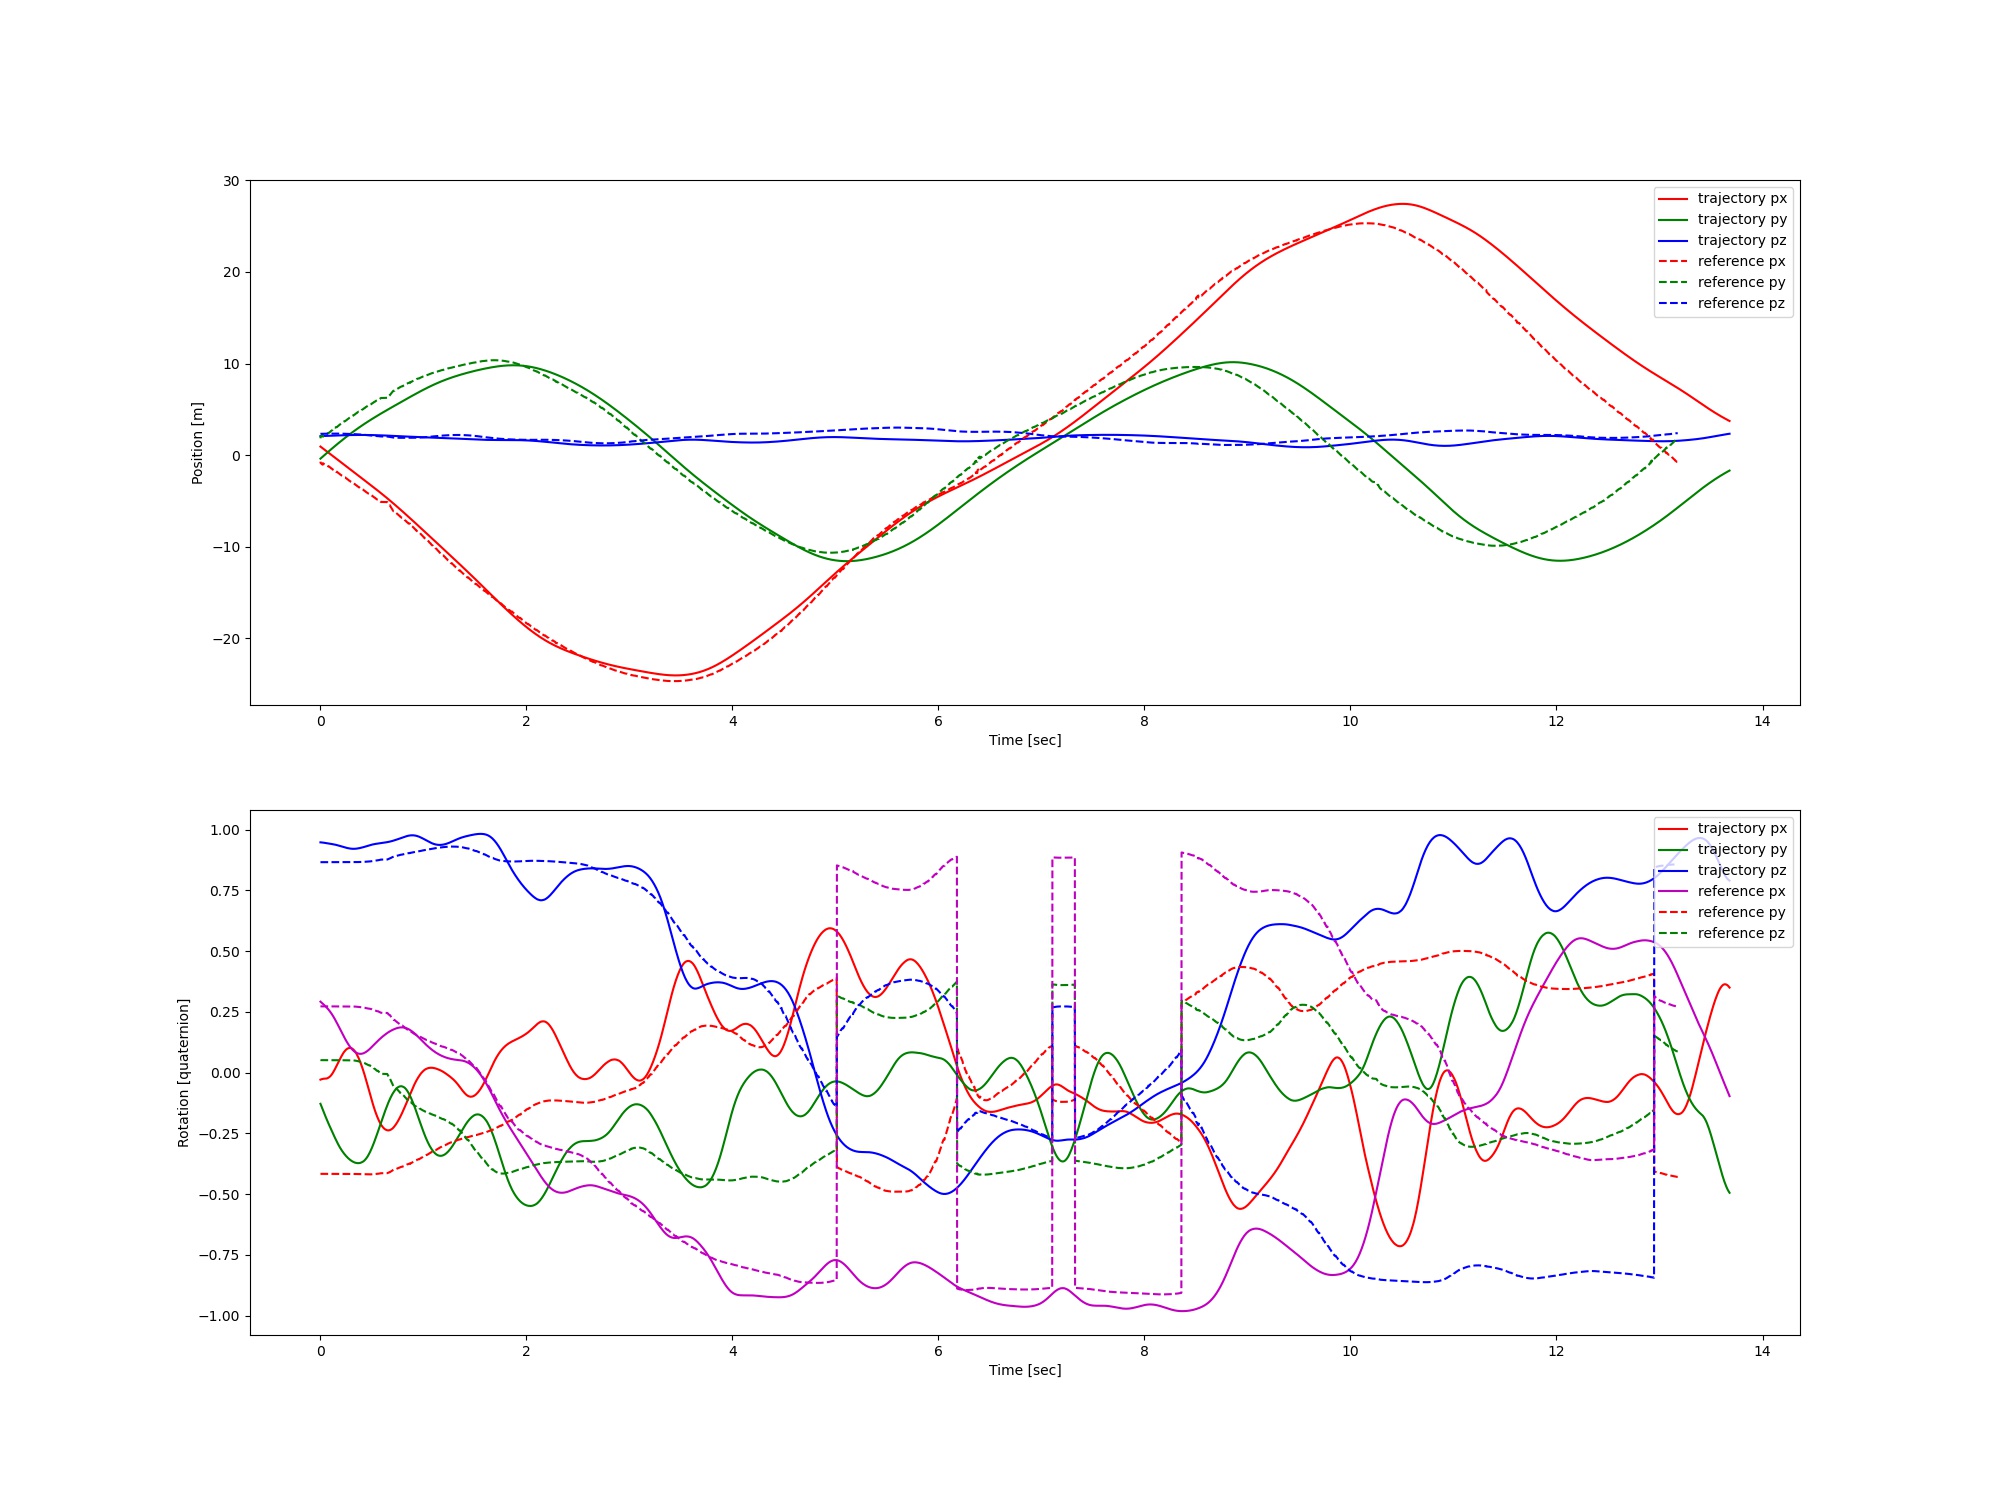 30
20
10
0
−10
−20
Position [m]
trajectory px
trajectory py
trajectory pz
reference px
reference py
reference pz
0 2 4 6 8 10 12 14
Time [sec]
1.00
0.75
0.50
0.25
0.00
−0.25
−0.50
−0.75
−1.00
Rotation [quaternion]
trajectory px
trajectory py
trajectory pz
reference px
reference py
reference pz
0 2 4 6 8 10 12 14
Time [sec]